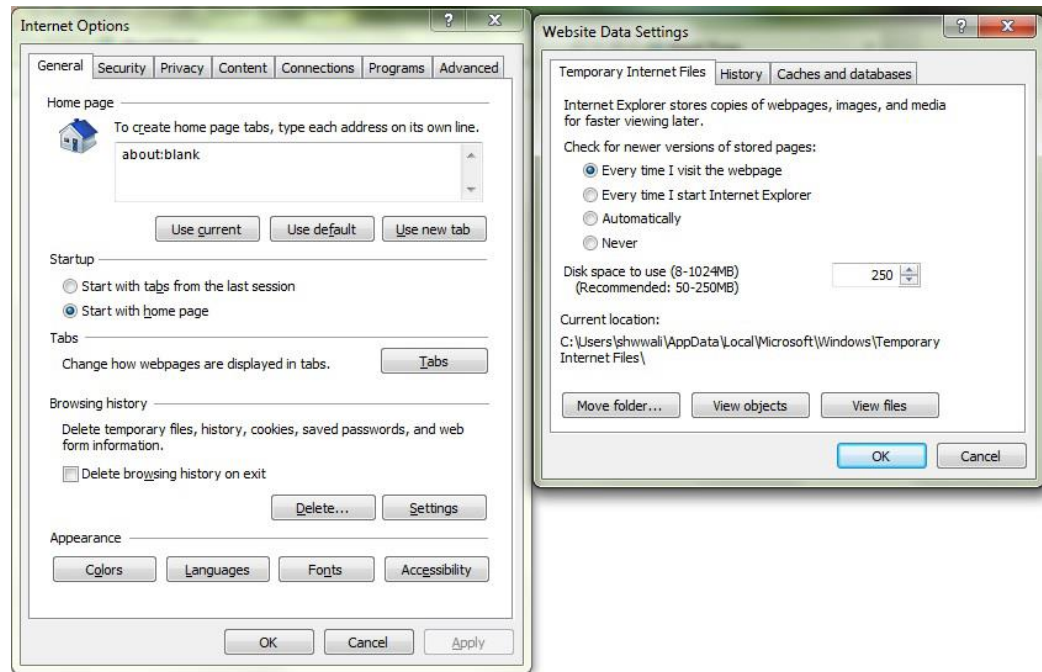 Internet Options
General Security Privacy Content Connections Programs Advanced
Home page
To create home page tabs, type each address on its own line.
about:blank
Use current Use default Use new tab
Startup
Start with tabs from the last session
Start with home page
Tabs
Change how webpages are displayed in tabs. Tabs
Browsing history
Delete temporary files, history, cookies, saved passwords, and web
form information.
Delete browsing history on exit
Delete... Settings
Appearance
Colors Languages Fonts Accessibility
OK Cancel Apply
Website Data Settings
Temporary Internet Files History Caches and databases
Internet Explorer stores copies of webpages, images, and media
for faster viewing later.
Check for newer versions of stored pages:
Every time I visit the webpage
Every time I start Internet Explorer
Automatically
Never
Disk space to use (8-1024MB) 250
(Recommended: 50-250MB)
Current location:
C:\Users\shwwali\AppData\Local\Microsoft\Windows\Temporary
Internet Files\
Move folder... View objects View files
OK Cancel